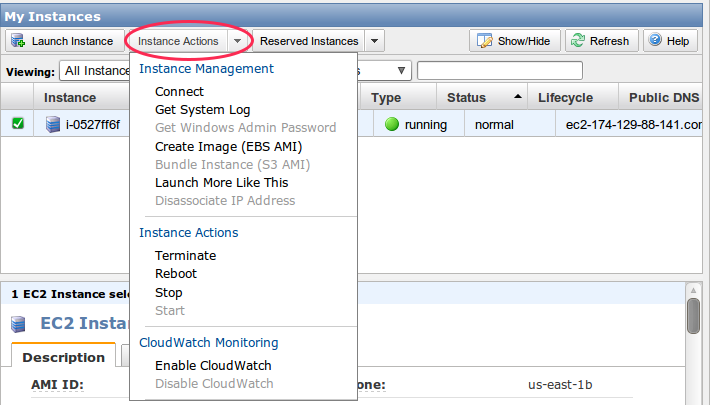 My Instances
Launch Instance Instance Actions Reserved Instances Show/Hide Refresh Help
Viewing: All Instanc s
Instance Type Status Lifecycle Public DNS
i-0527ff6f running normal ec2-174-129-88-141.com
Instance Management
Connect
Get System Log
Get Windows Admin Password
Create Image (EBS AMI)
Bundle Instance (S3 AMI)
Launch More Like This
Disassociate IP Address
Instance Actions
Terminate
Reboot
Stop
Start
CloudWatch Monitoring
Enable CloudWatch
Disable CloudWatch
1 EC2 Instance sele
EC2 Instan
Description
AMI ID: one: us-east-1b